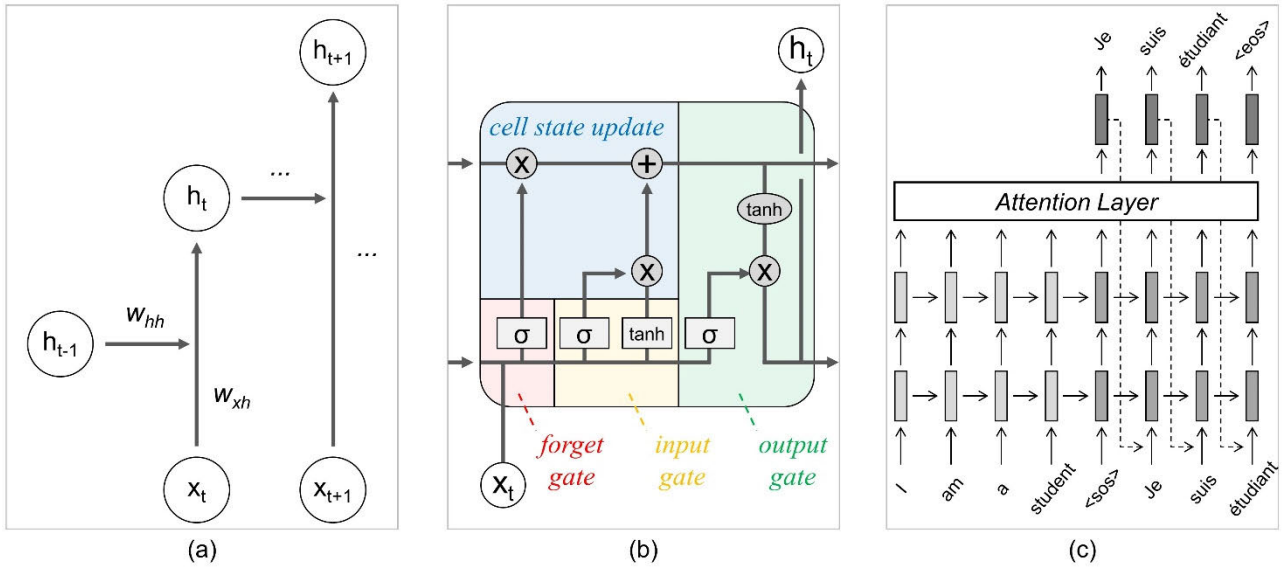 h_{t+1}
...
h_t
...
w_{hh}
h_{t-1}
w_{xh}
x_t
x_{t+1}
(a)
h_t
cell state update
x
+
tanh
x
x
σ
σ
tanh
σ
forget
gate
input
gate
output
gate
x_t
(b)
Je
suis
étudiant
<eos>
Attention Layer
I
am
a
student
<sos>
Je
suis
étudiant
(c)